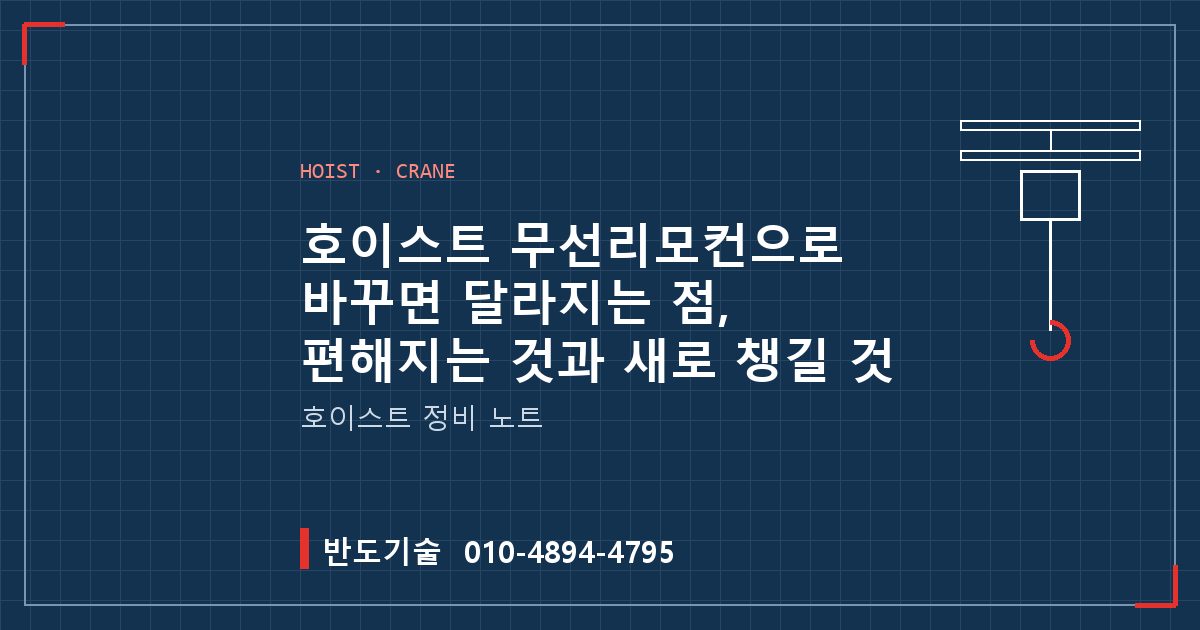 HOIST · CRANE
호이스트 무선리모컨으로
바꾸면 달라지는 점,
편해지는 것과 새로 챙길 것
호이스트 정비 노트
반도기술 010-4894-4795